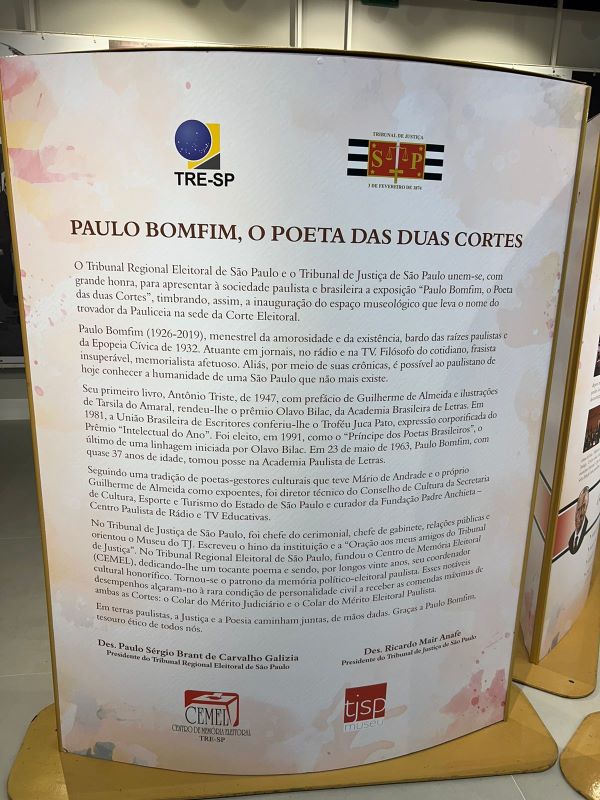 TRE-SP
TRIBUNAL DE JUSTIÇA
S P
3 DE FEVEREIRO DE 1874
PAULO BOMFIM, O POETA DAS DUAS CORTES
O Tribunal Regional Eleitoral de São Paulo e o Tribunal de Justiça de São Paulo unem-se, com
grande honra, para apresentar à sociedade paulista e brasileira a exposição “Paulo Bomfim, o Poeta
das duas Cortes”, timbrando, assim, a inauguração do espaço museológico que leva o nome do
trovador da Pauliceia na sede da Corte Eleitoral.
Paulo Bomfim (1926-2019), menestrel da amorosidade e da existência, bardo das raízes paulistas e
da Epopeia Cívica de 1932. Atuante em jornais, no rádio e na TV. Filósofo do cotidiano, frasista
insuperável, memorialista afetuoso. Aliás, por meio de suas crônicas, é possível ao paulistano de
hoje conhecer a humanidade de uma São Paulo que não mais existe.
Seu primeiro livro, Antônio Triste, de 1947, com prefácio de Guilherme de Almeida e ilustrações
de Tarsila do Amaral, rendeu-lhe o prêmio Olavo Bilac, da Academia Brasileira de Letras. Em
1981, a União Brasileira de Escritores conferiu-lhe o Troféu Juca Pato, expressão corporificada do
Prêmio “Intelectual do Ano”. Foi eleito, em 1991, como o “Príncipe dos Poetas Brasileiros”, o
último de uma linhagem iniciada por Olavo Bilac. Em 23 de maio de 1963, Paulo Bomfim, com
quase 37 anos de idade, tomou posse na Academia Paulista de Letras.
Seguindo uma tradição de poetas-gestores culturais que teve Mário de Andrade e o próprio
Guilherme de Almeida como expoentes, foi diretor técnico do Conselho de Cultura da Secretaria
de Cultura, Esporte e Turismo do Estado de São Paulo e curador da Fundação Padre Anchieta –
Centro Paulista de Rádio e TV Educativas.
No Tribunal de Justiça de São Paulo, foi chefe do cerimonial, chefe de gabinete, relações públicas e
orientou o Museu do TJ. Escreveu o hino da instituição e a “Oração aos meus amigos do Tribunal
de Justiça”. No Tribunal Regional Eleitoral de São Paulo, fundou o Centro de Memória Eleitoral
(CEMEL), dedicando-lhe um tocante poema e sendo, por longos vinte anos, seu coordenador
cultural honorífico. Tornou-se o patrono da memória político-eleitoral paulista. Esses notáveis
desempenhos alçaram-no à rara condição de personalidade civil a receber as comendas máximas de
ambas as Cortes: o Colar do Mérito Judiciário e o Colar do Mérito Eleitoral Paulista.
Em terras paulistas, a Justiça e a Poesia caminham juntas, de mãos dadas. Graças a Paulo Bomfim,
tesouro ético de todos nós.
Des. Paulo Sérgio Brant de Carvalho Galizia
Presidente do Tribunal Regional Eleitoral de São Paulo
Des. Ricardo Mair Anafe
Presidente do Tribunal de Justiça de São Paulo
CEMEL
CENTRO DE MEMÓRIA ELEITORAL
TRE-SP
tjsp
museu